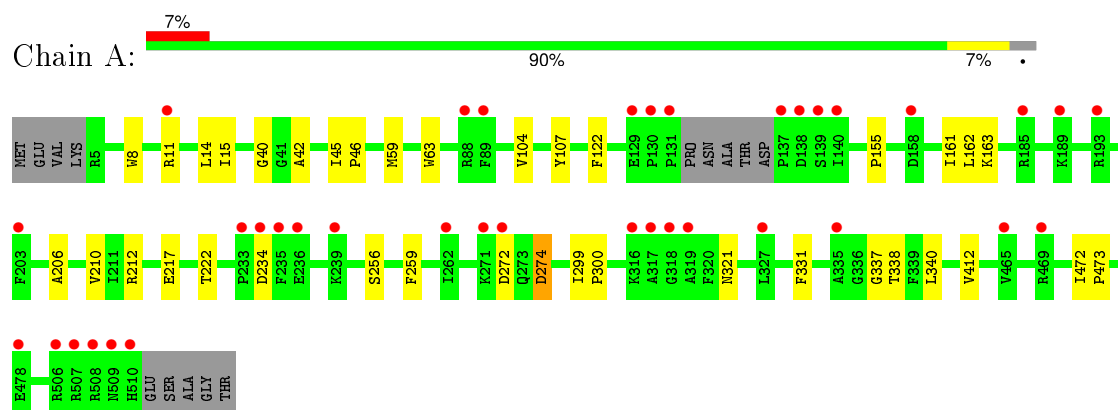 7%
Chain A:
90% 7% •
MET GLU VAL LYS R5 W8 R11 L14 I15 G40 G41 A42 I45 P46 M59 W63 R88 F89 V104 Y107 F122 E129 P130 P131 PRO ASN ALA THR ASP P137 D138 S139 I140 P155 D158 I161 L162 K163 R185 K189 R193
F203 A206 V210 I211 R212 E217 T222 P233 D234 F235 E236 K239 S256 F259 I262 K271 D272 Q273 D274 I299 P300 K316 A317 G318 A319 F320 N321 L327 F331 A335 G336 G337 T338 F339 L340 V412 V465 R469 I472 P473
E478 R506 R507 R508 N509 H510 GLU SER ALA GLY THR